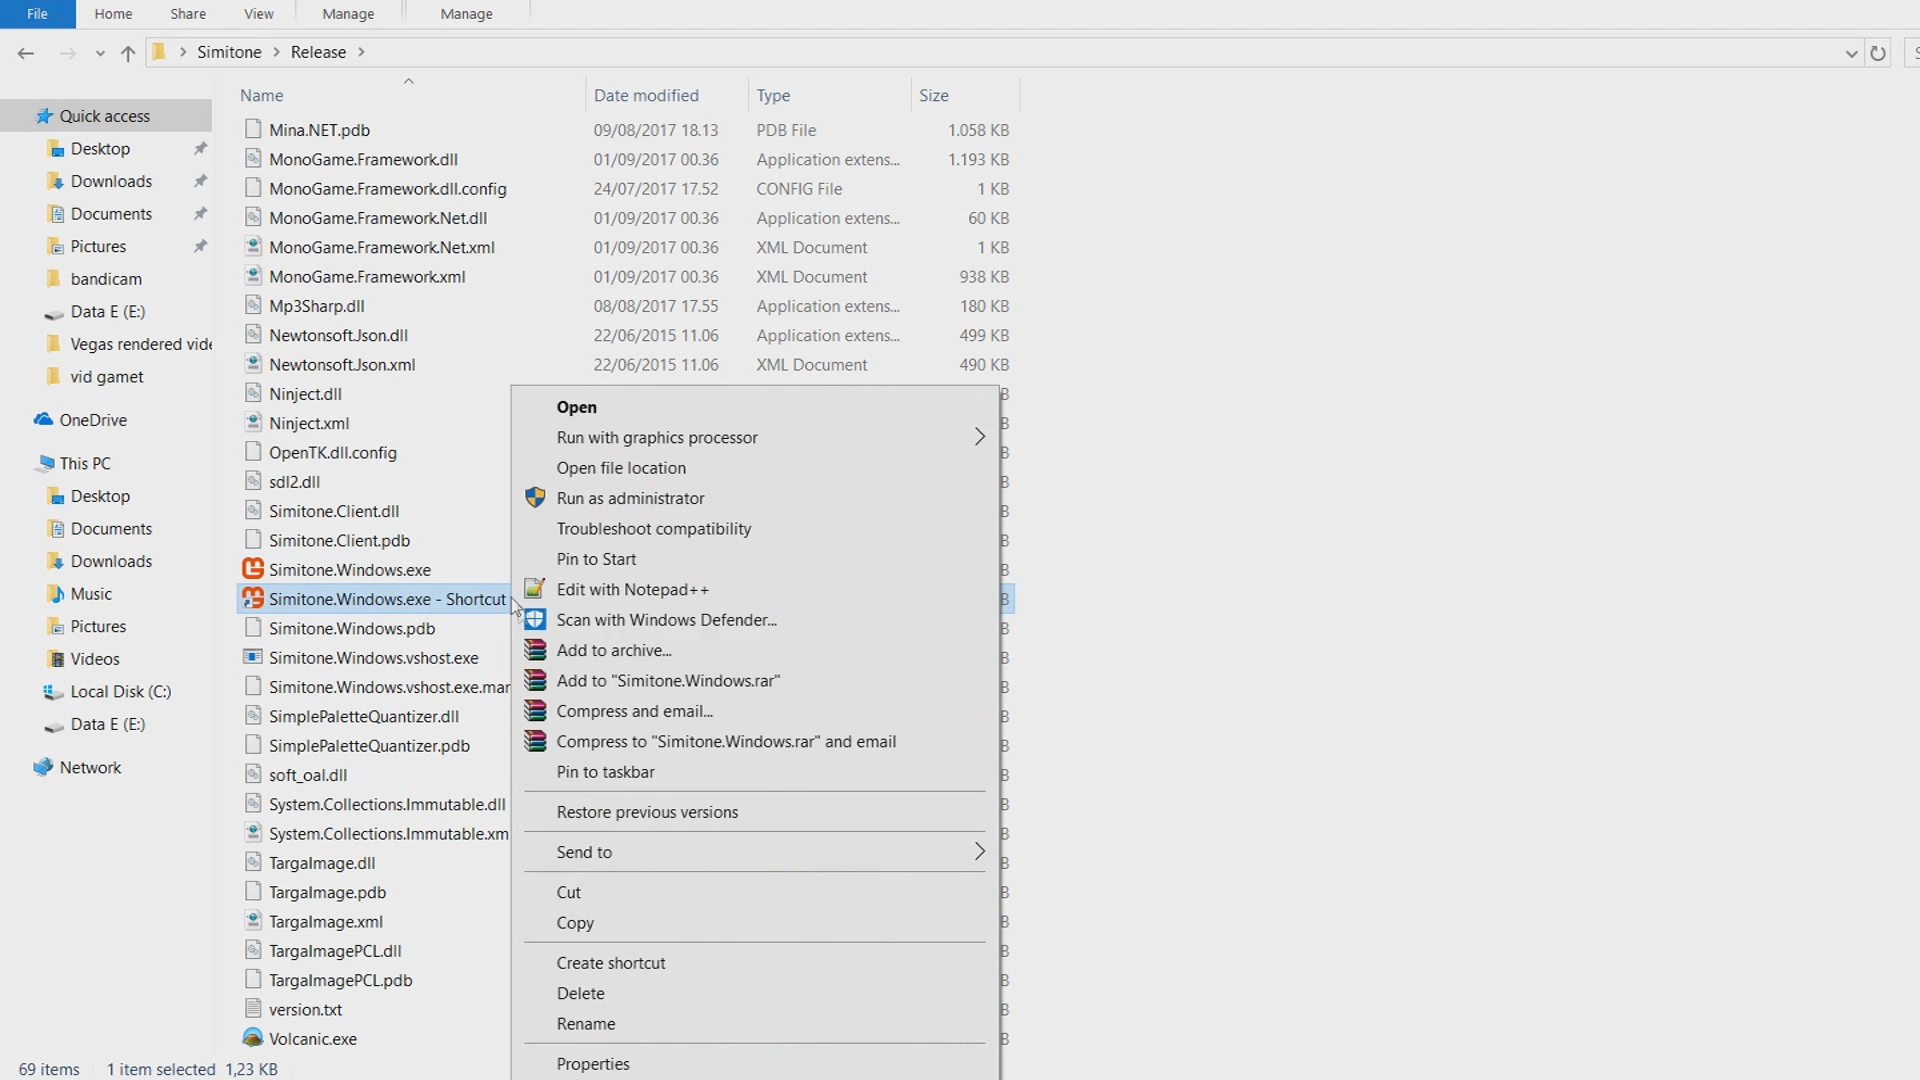 File Home Share View Manage Manage
Simitone Release
Name Date modified Type Size
Quick access
Desktop
Downloads
Documents
Pictures
bandicam
Data E (E:)
Vegas rendered vide
vid gamet
OneDrive
This PC
Desktop
Documents
Downloads
Music
Pictures
Videos
Local Disk (C:)
Data E (E:)
Network
Mina.NET.pdb 09/08/2017 18.13 PDB File 1.058 KB
MonoGame.Framework.dll 01/09/2017 00.36 Application extens... 1.193 KB
MonoGame.Framework.dll.config 24/07/2017 17.52 CONFIG File 1 KB
MonoGame.Framework.Net.dll 01/09/2017 00.36 Application extens... 60 KB
MonoGame.Framework.Net.xml 01/09/2017 00.36 XML Document 1 KB
MonoGame.Framework.xml 01/09/2017 00.36 XML Document 938 KB
Mp3Sharp.dll 08/08/2017 17.55 Application extens... 180 KB
Newtonsoft.Json.dll 22/06/2015 11.06 Application extens... 499 KB
Newtonsoft.Json.xml 22/06/2015 11.06 XML Document 490 KB
Ninject.dll
Ninject.xml
OpenTK.dll.config
sdl2.dll
Simitone.Client.dll
Simitone.Client.pdb
Simitone.Windows.exe
Simitone.Windows.exe - Shortcut
Simitone.Windows.pdb
Simitone.Windows.vshost.exe
Simitone.Windows.vshost.exe.mar
SimplePaletteQuantizer.dll
SimplePaletteQuantizer.pdb
soft_oal.dll
System.Collections.Immutable.dll
System.Collections.Immutable.xm
TargaImage.dll
TargaImage.pdb
TargaImage.xml
TargaImagePCL.dll
TargaImagePCL.pdb
version.txt
Volcanic.exe
Open
Run with graphics processor
Open file location
Run as administrator
Troubleshoot compatibility
Pin to Start
Edit with Notepad++
Scan with Windows Defender...
Add to archive...
Add to "Simitone.Windows.rar"
Compress and email...
Compress to "Simitone.Windows.rar" and email
Pin to taskbar
Restore previous versions
Send to
Cut
Copy
Create shortcut
Delete
Rename
Properties
69 items 1 item selected 1,23 KB